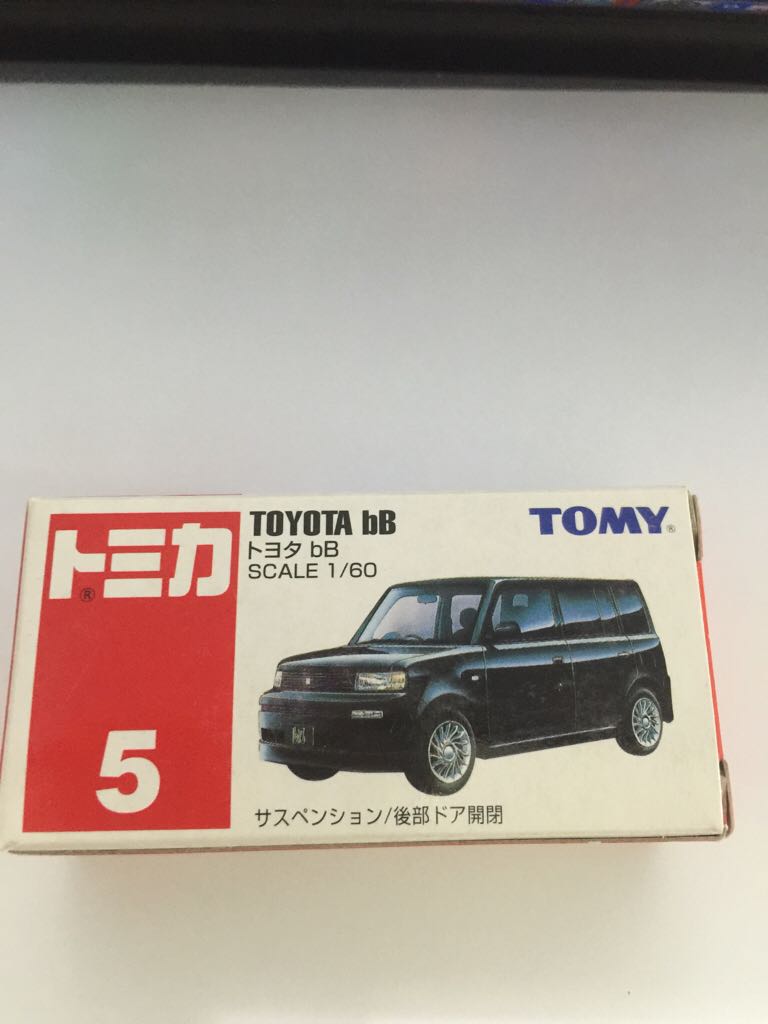 トミカ®
5
TOYOTA bB
トヨタ bB
SCALE 1/60
TOMY®
サスペンション/後部ドア開閉